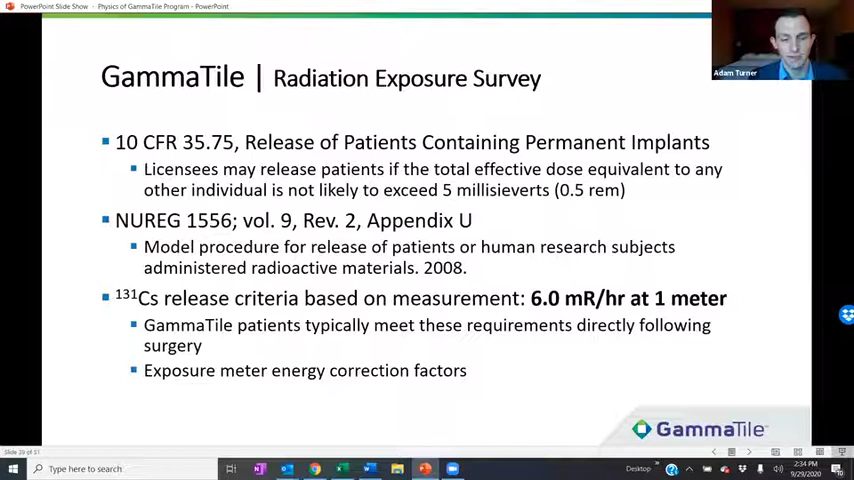 PowerPoint Slide Show - Physics of GammaTile Program - PowerPoint
Adam Turner
GammaTile | Radiation Exposure Survey
10 CFR 35.75, Release of Patients Containing Permanent Implants
Licensees may release patients if the total effective dose equivalent to any
other individual is not likely to exceed 5 millisieverts (0.5 rem)
NUREG 1556; vol. 9, Rev. 2, Appendix U
Model procedure for release of patients or human research subjects
administered radioactive materials. 2008.
131Cs release criteria based on measurement: 6.0 mR/hr at 1 meter
GammaTile patients typically meet these requirements directly following
surgery
Exposure meter energy correction factors
GammaTile
Type here to search
Desktop
2:34 PM
9/29/2020